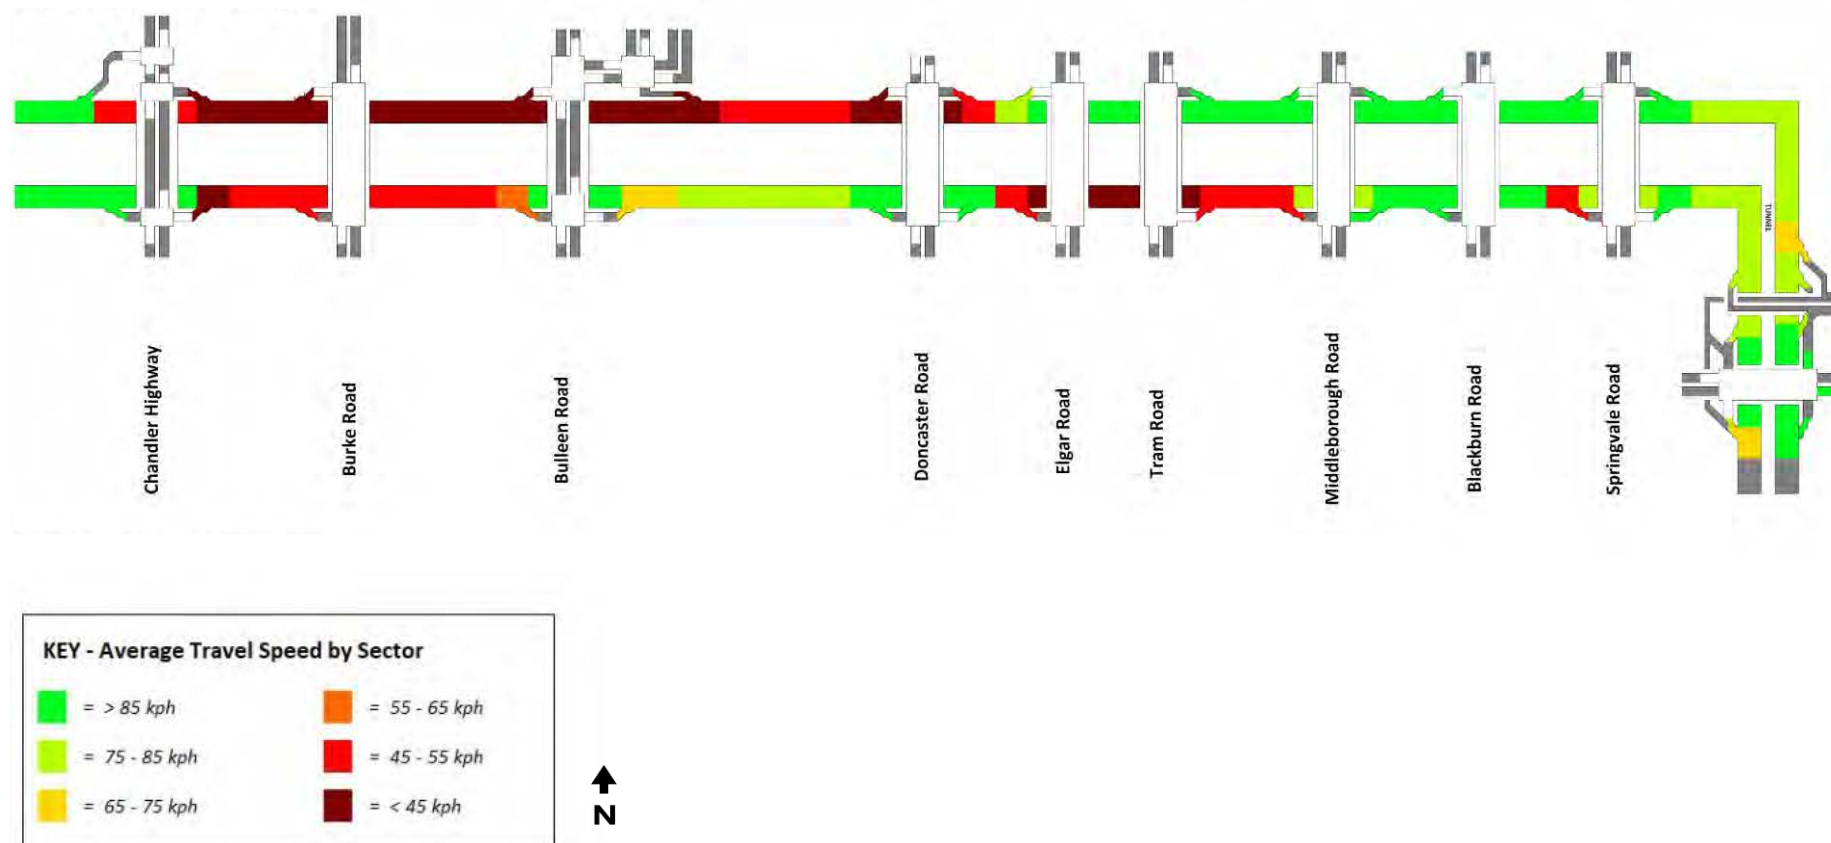 TUNNEL
Chandler Highway
Burke Road
Bulleen Road
Doncaster Road
Elgar Road
Tram Road
Middleborough Road
Blackburn Road
Springvale Road
KEY - Average Travel Speed by Sector
= > 85 kph
= 55 - 65 kph
= 75 - 85 kph
= 45 - 55 kph
= 65 - 75 kph
= < 45 kph
N